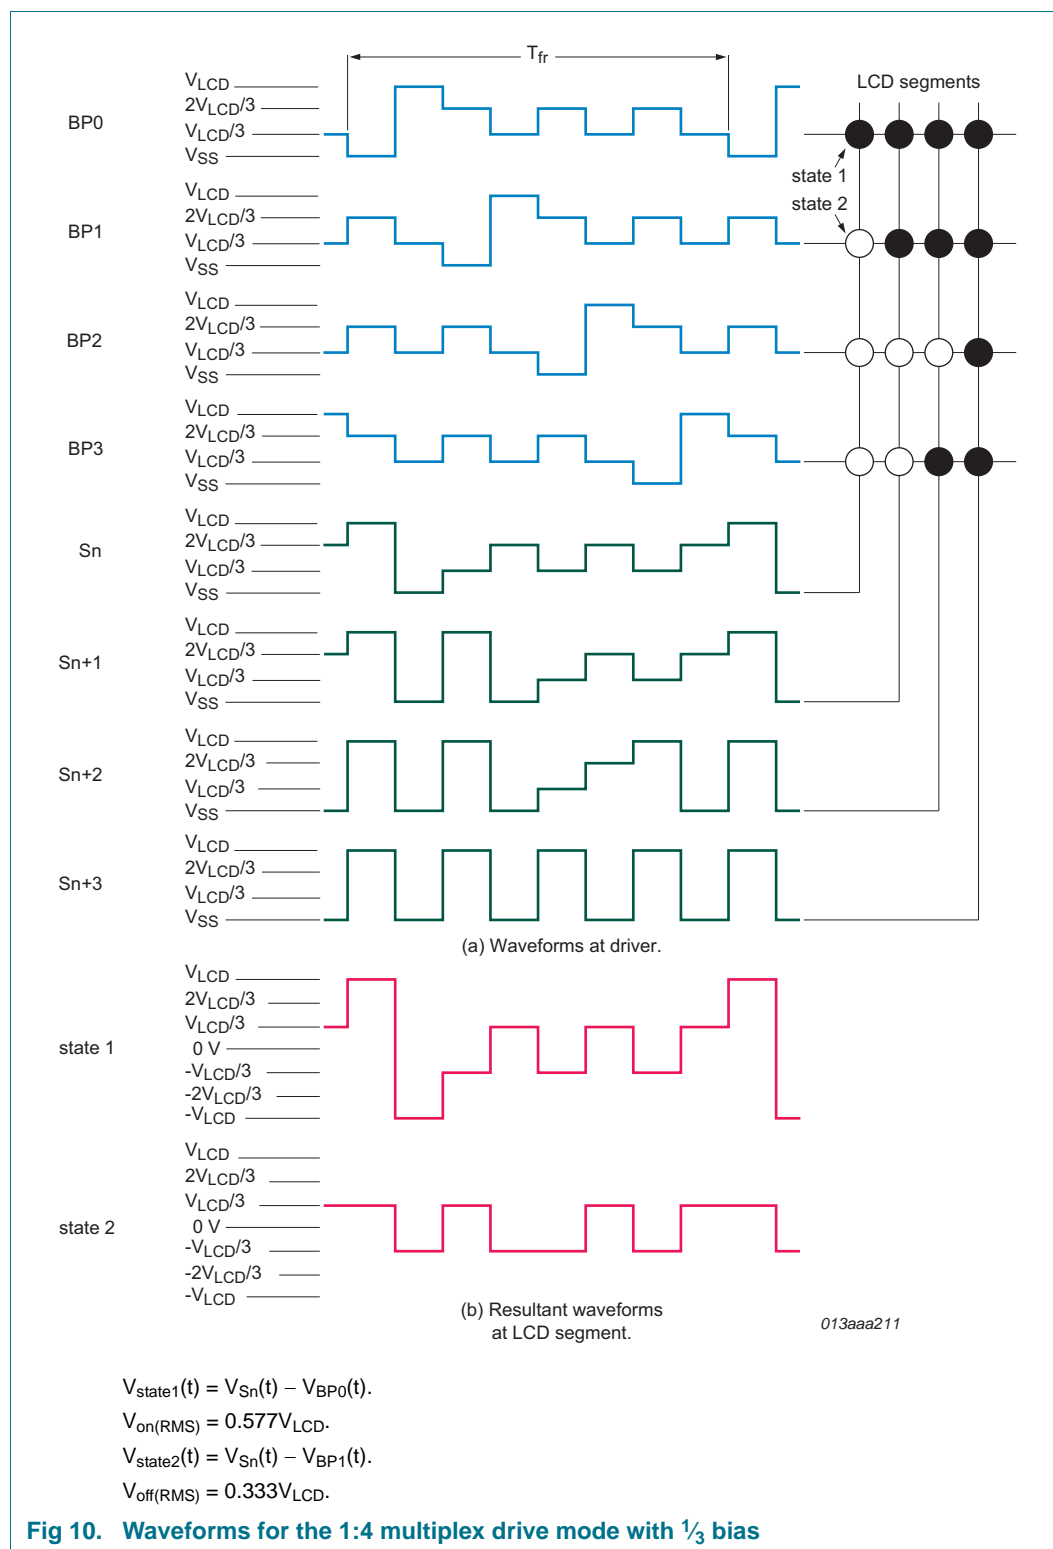 Tfr
LCD segments
BP0
VLCD
2VLCD/3
VLCD/3
VSS
state 1
state 2
BP1
VLCD
2VLCD/3
VLCD/3
VSS
BP2
VLCD
2VLCD/3
VLCD/3
VSS
BP3
VLCD
2VLCD/3
VLCD/3
VSS
Sn
VLCD
2VLCD/3
VLCD/3
VSS
Sn+1
VLCD
2VLCD/3
VLCD/3
VSS
Sn+2
VLCD
2VLCD/3
VLCD/3
VSS
Sn+3
VLCD
2VLCD/3
VLCD/3
VSS
(a) Waveforms at driver.
state 1
VLCD
2VLCD/3
VLCD/3
0 V
-VLCD/3
-2VLCD/3
-VLCD
state 2
VLCD
2VLCD/3
VLCD/3
0 V
-VLCD/3
-2VLCD/3
-VLCD
(b) Resultant waveforms
at LCD segment.
013aaa211
Vstate1(t) = VSn(t) − VBP0(t).
Von(RMS) = 0.577VLCD.
Vstate2(t) = VSn(t) − VBP1(t).
Voff(RMS) = 0.333VLCD.
Fig 10. Waveforms for the 1:4 multiplex drive mode with 1⁄3 bias